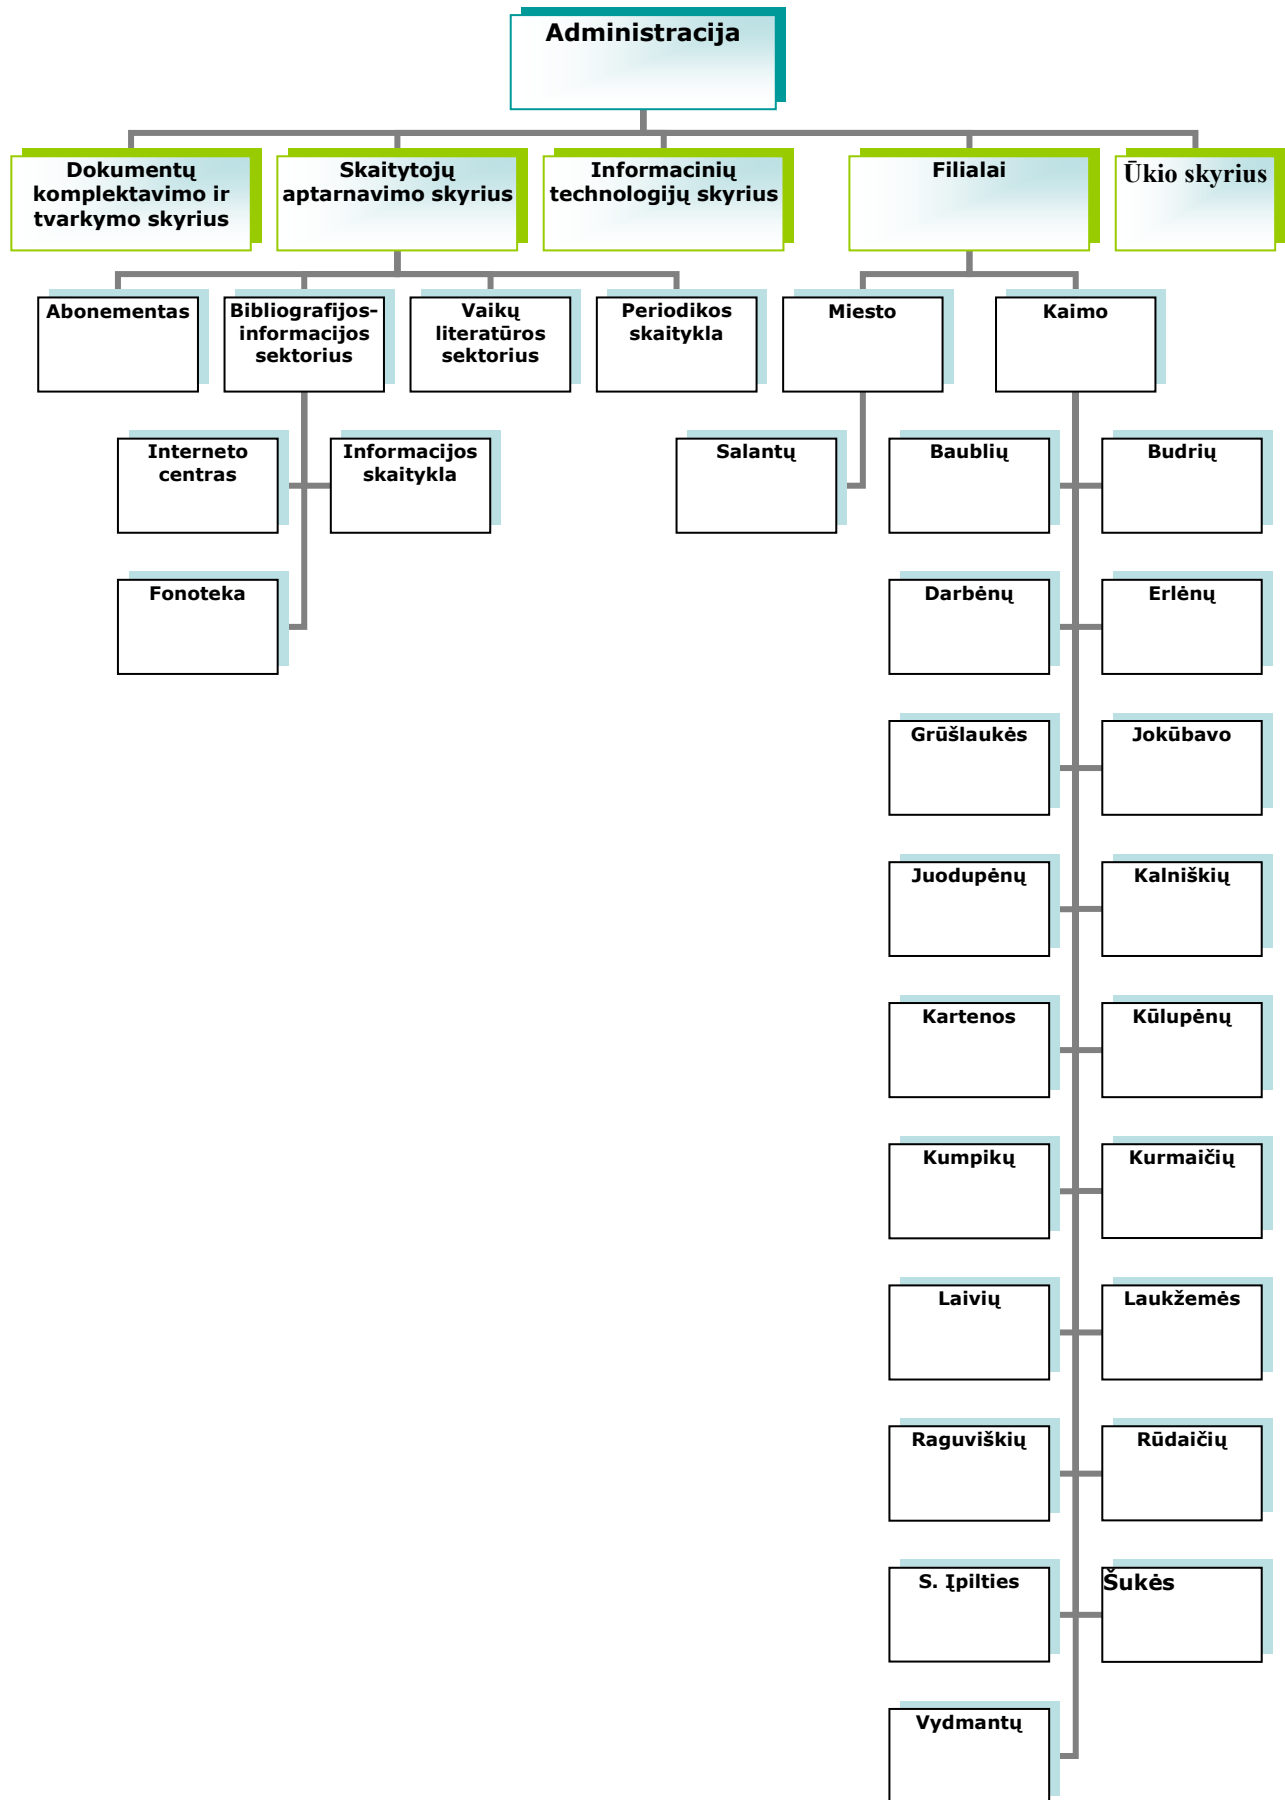 Administracija
Dokumentų
komplektavimo ir
tvarkymo skyrius
Skaitytojų
aptarnavimo skyrius
Informacinių
technologijų skyrius
Filialai
Ūkio skyrius
Abonementas
Bibliografijos-
informacijos
sektorius
Vaikų
literatūros
sektorius
Periodikos
skaitykla
Miesto
Kaimo
Interneto
centras
Informacijos
skaitykla
Salantų
Baublių
Budrių
Fonoteka
Darbėnų
Erlėnų
Grūšlaukės
Jokūbavo
Juodupėnų
Kalniškių
Kartenos
Kūlupėnų
Kumpikų
Kurmaičių
Laivių
Laukžemės
Raguviškių
Rūdaičių
S. Įpilties
Šukės
Vydmantų